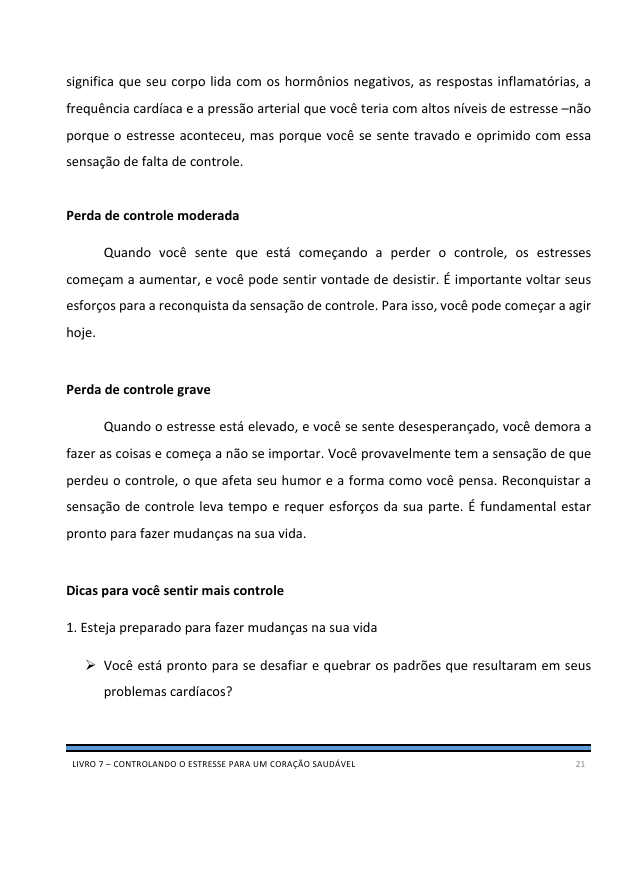 significa que seu corpo lida com os hormônios negativos, as respostas inflamatórias, a
frequência cardíaca e a pressão arterial que você teria com altos níveis de estresse –não
porque o estresse aconteceu, mas porque você se sente travado e oprimido com essa
sensação de falta de controle.
Perda de controle moderada
Quando você sente que está começando a perder o controle, os estresses
começam a aumentar, e você pode sentir vontade de desistir. É importante voltar seus
esforços para a reconquista da sensação de controle. Para isso, você pode começar a agir
hoje.
Perda de controle grave
Quando o estresse está elevado, e você se sente desesperançado, você demora a
fazer as coisas e começa a não se importar. Você provavelmente tem a sensação de que
perdeu o controle, o que afeta seu humor e a forma como você pensa. Reconquistar a
sensação de controle leva tempo e requer esforços da sua parte. É fundamental estar
pronto para fazer mudanças na sua vida.
Dicas para você sentir mais controle
1. Esteja preparado para fazer mudanças na sua vida
➢ Você está pronto para se desafiar e quebrar os padrões que resultaram em seus
problemas cardíacos?
LIVRO 7 – CONTROLANDO O ESTRESSE PARA UM CORAÇÃO SAUDÁVEL 21